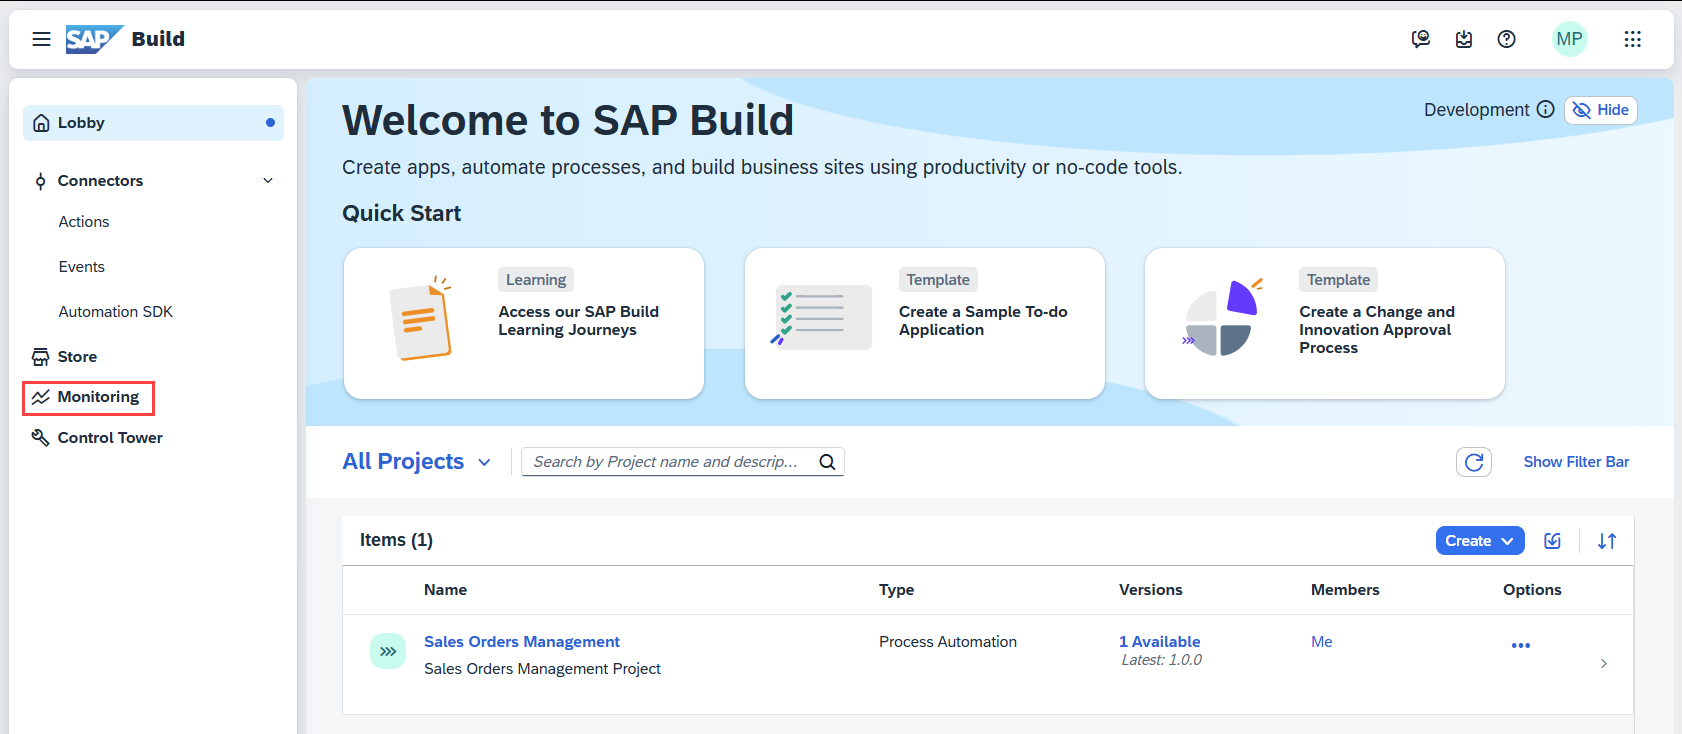 SAP Build
MP
Lobby
Connectors
Actions
Events
Automation SDK
Store
Monitoring
Control Tower
Welcome to SAP Build
Development
Hide
Create apps, automate processes, and build business sites using productivity or no-code tools.
Quick Start
Learning
Access our SAP Build
Learning Journeys
Template
Create a Sample To-do
Application
Template
Create a Change and
Innovation Approval
Process
All Projects
Search by Project name and descrip...
Show Filter Bar
Items (1)
Create
Name Type Versions Members Options
Sales Orders Management Process Automation 1 Available Me
Latest: 1.0.0
Sales Orders Management Project